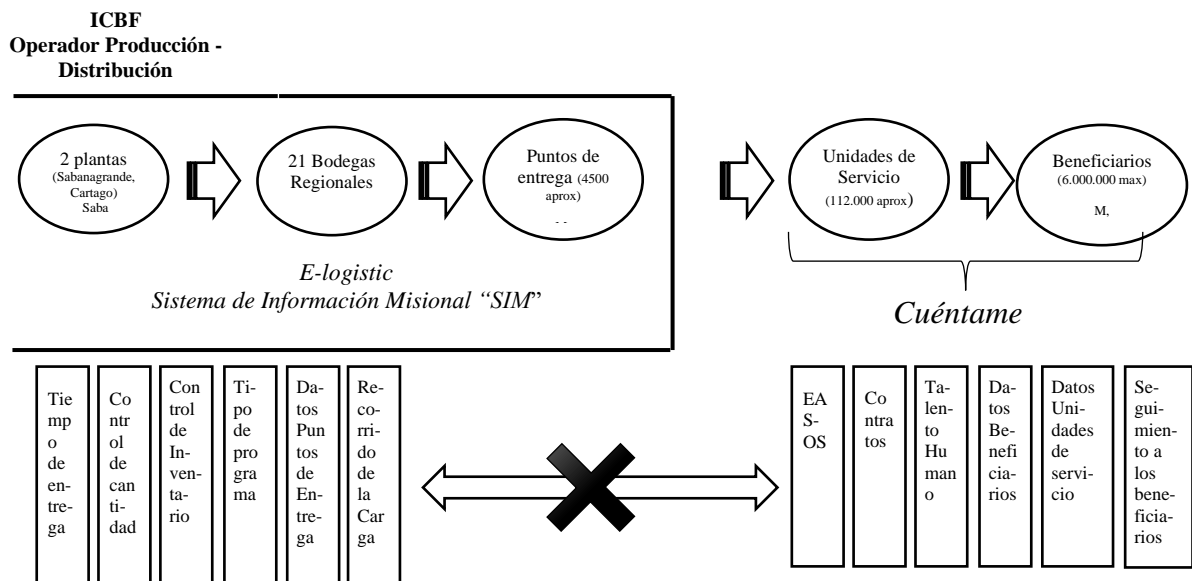 ICBF
Operador Producción -
Distribución
2 plantas
(Sabanagrande,
Cartago)
Saba
21 Bodegas
Regionales
Puntos de
entrega (4500
aprox)
Unidades de
Servicio
(112.000 aprox)
Beneficiarios
(6.000.000 max)
M,
E-logistic
Sistema de Información Misional “SIM”
Cuéntame
Tie
mp
o
de
en-
tre-
ga
Co
ntr
ol
de
can
ti-
dad
Con
trol
de
In-
ven-
ta-
rio
Ti-
po
de
pro
gra
ma
Da-
tos
Pun
tos
de
En-
tre-
ga
Re-
co-
rri-
do
de
la
Car
ga
EA
S-
OS
Co
ntra
tos
Ta-
len-
to
Hu
man
o
Da-
tos
Be-
nefi
cia-
rios
Datos
Uni-
dades
de
servi-
cio
Se-
gui-
miento
a los
bene-
ficia-
rios